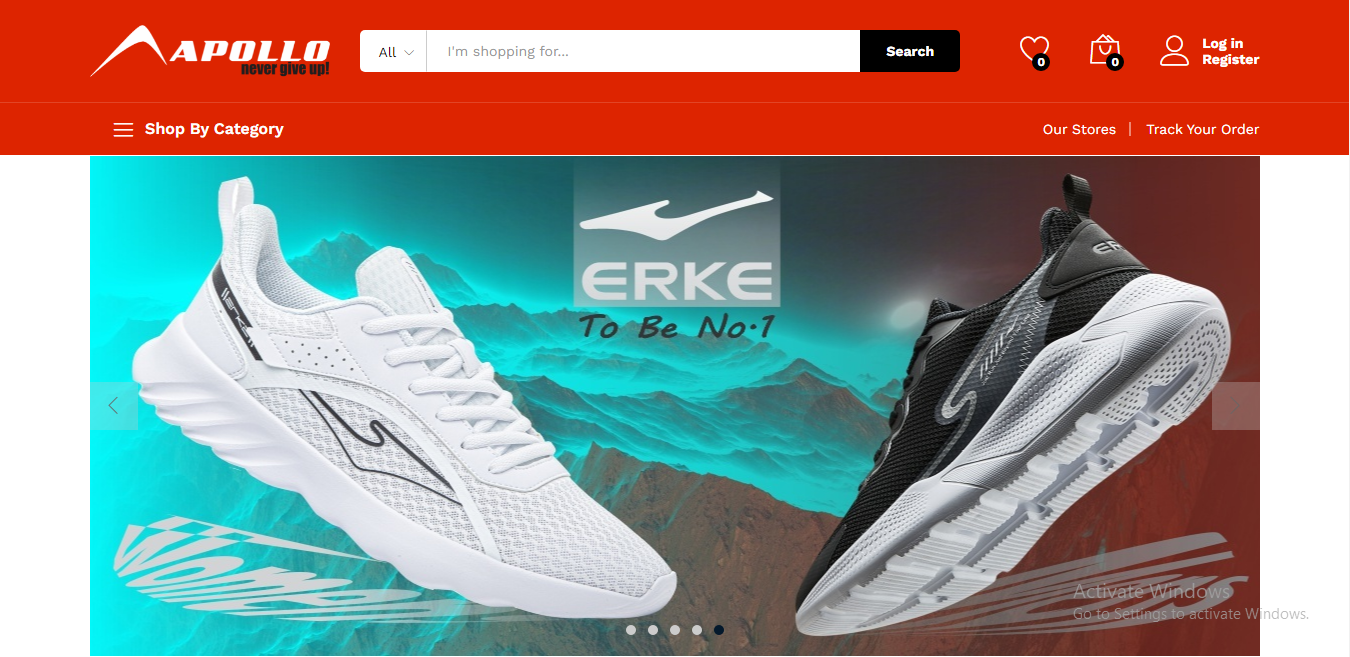 APOLLO
never give up!
All
I'm shopping for...
Search
0
0
Log in
Register
Shop By Category
Our Stores
Track Your Order
ERKE
To Be No.1
erke
Women
Activate Windows
Go to Settings to activate Windows.